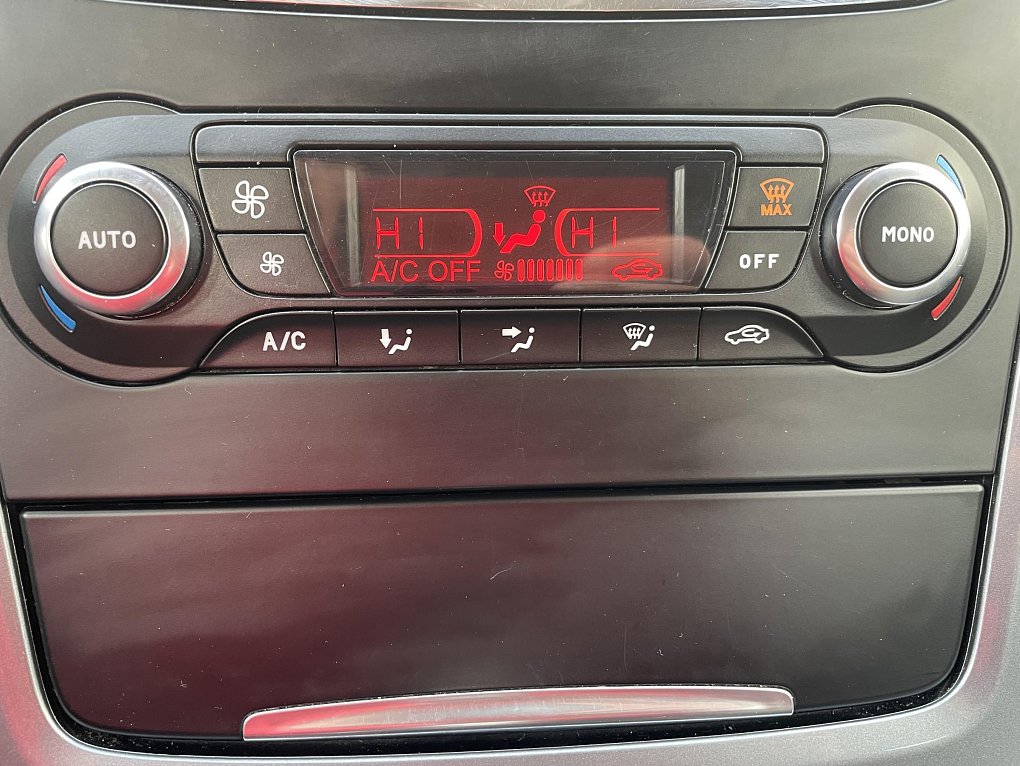 AUTO
HI HI
A/C OFF
MAX
OFF
MONO
A/C